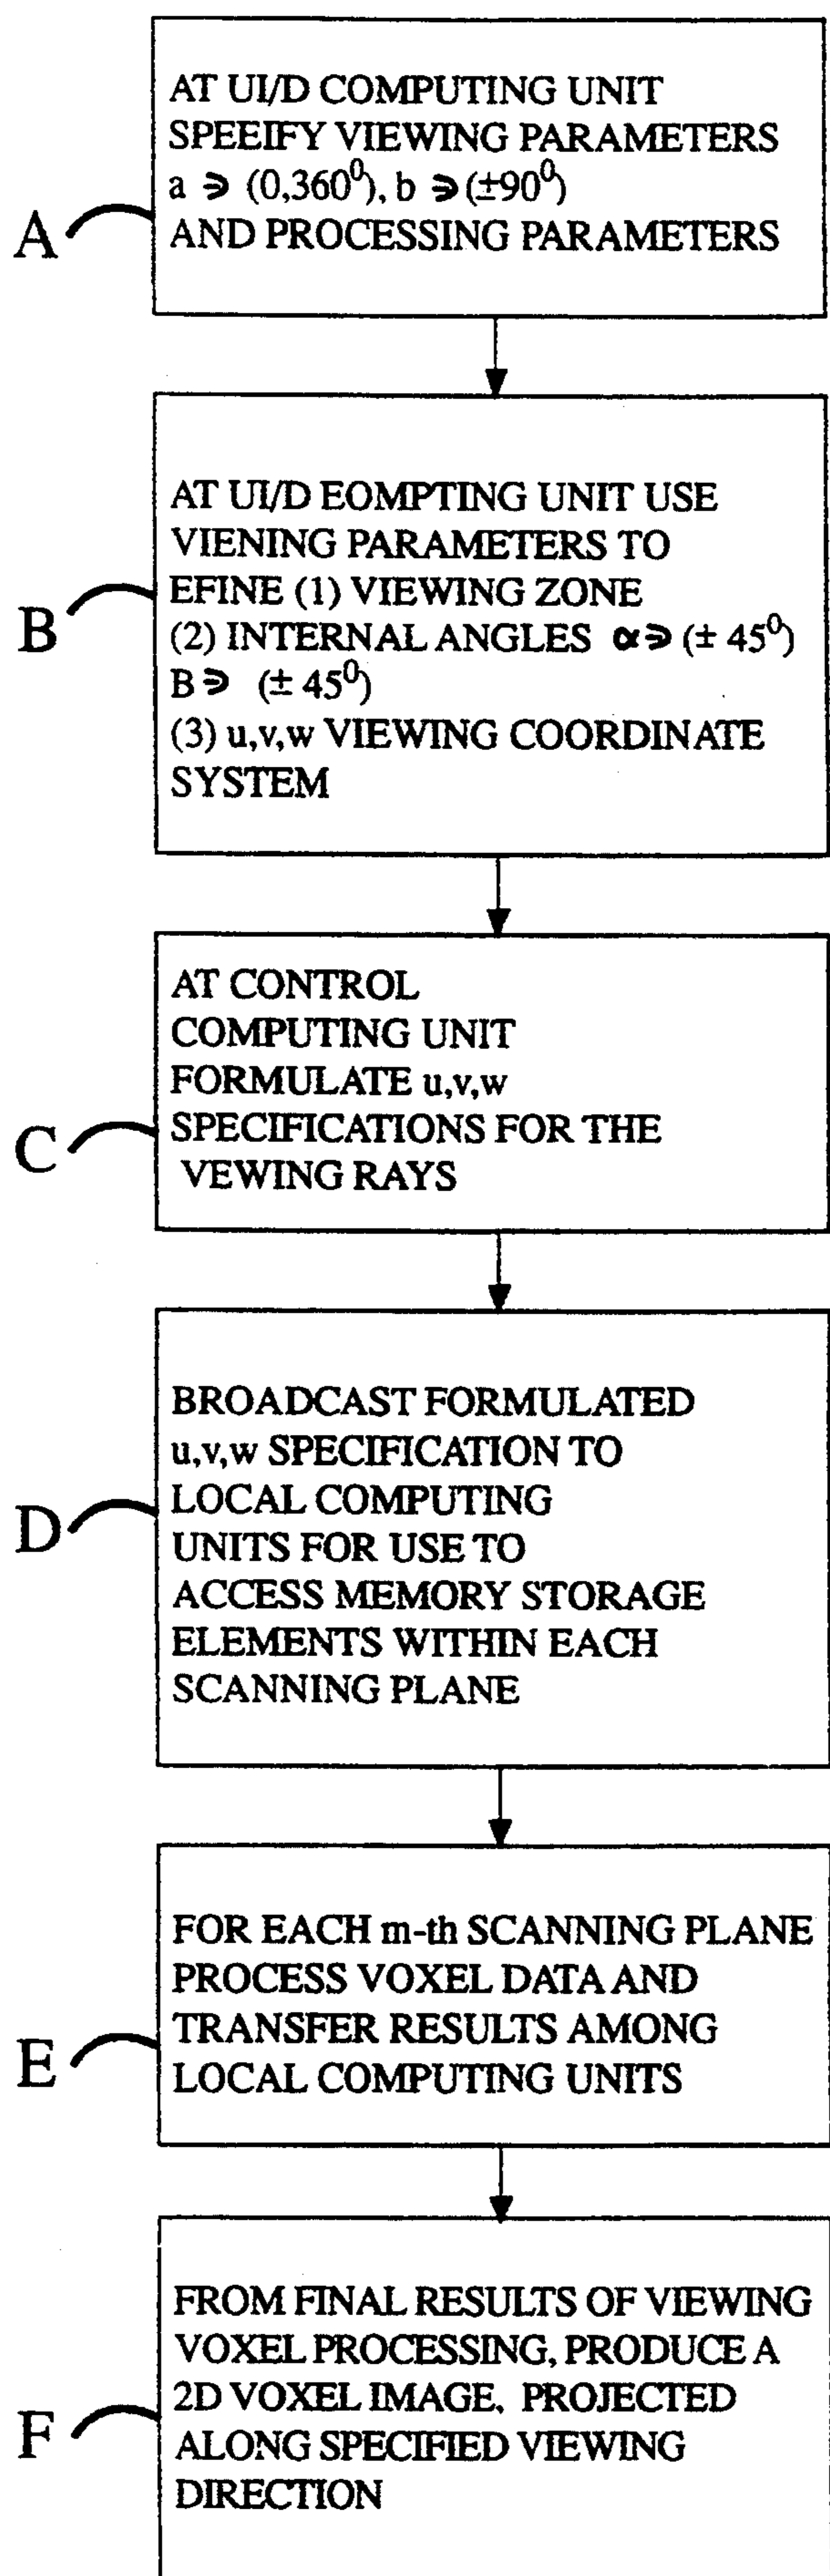 AT UI/D COMPUTING UNIT
SPEEIFY VIEWING PARAMETERS
a ⋺ (0,360⁰), b ⋺ (±90⁰)
A
AND PROCESSING PARAMETERS
AT UI/D EOMPTING UNIT USE
VIENING PARAMETERS TO
EFINE (1) VIEWING ZONE
B
(2) INTERNAL ANGLES α ⋺ (± 45⁰)
B ⋺ (± 45⁰)
(3) u,v,w VIEWING COORDINATE
SYSTEM
AT CONTROL
COMPUTING UNIT
FORMULATE u,v,w
C
SPECIFICATIONS FOR THE
VEWING RAYS
BROADCAST FORMULATED
u,v,w SPECIFICATION TO
LOCAL COMPUTING
D
UNITS FOR USE TO
ACCESS MEMORY STORAGE
ELEMENTS WITHIN EACH
SCANNING PLANE
FOR EACH m-th SCANNING PLANE
PROCESS VOXEL DATA AND
TRANSFER RESULTS AMONG
E
LOCAL COMPUTING UNITS
FROM FINAL RESULTS OF VIEWING
VOXEL PROCESSING, PRODUCE A
2D VOXEL IMAGE, PROJECTED
F
ALONG SPECIFIED VIEWING
DIRECTION